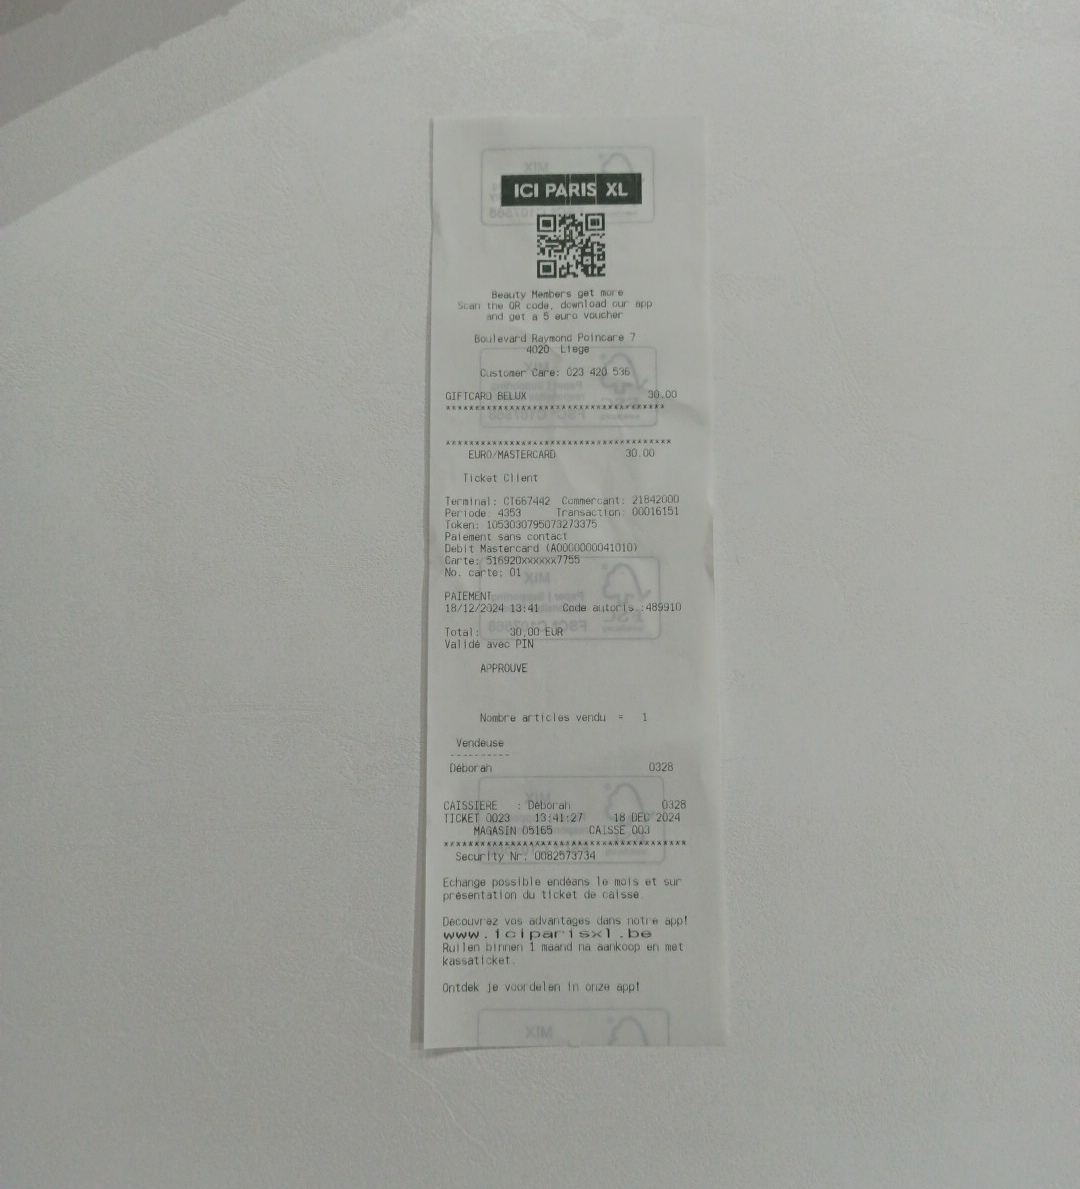 ICI PARIS XL
Beauty Members get more
Scan the QR code, download our app
and get a 5 euro voucher
Boulevard Raymond Poincare 7
4020 Liege
Customer Care: 023 420 536
GIFTCARD BELUX 30.00
**************************************
***************************************
EURO/MASTERCARD 30.00
Ticket Client
Terminal: CT667442 Commercant: 21842000
Periode: 4353 Transaction: 00016151
Token: 1053030795073273375
Paiement sans contact
Debit Mastercard (A0000000041010)
Carte: 516920xxxxxx7755
No. carte: 01
PAIEMENT
18/12/2024 13:41 Code autoris.:489910
Total: 30,00 EUR
Validé avec PIN
APPROUVE
Nombre articles vendu = 1
Vendeuse
----------
Déborah 0328
CAISSIERE : Déborah 0328
TICKET 0023 13:41:27 18 DEC 2024
MAGASIN 05165 CAISSE 003
******************************************
Security Nr: 0082573734
Echange possible endéans le mois et sur
présentation du ticket de caisse.
Découvrez vos advantages dans notre app!
www.iciparisxl.be
Ruilen binnen 1 maand na aankoop en met
kassaticket.
Ontdek je voordelen in onze app!